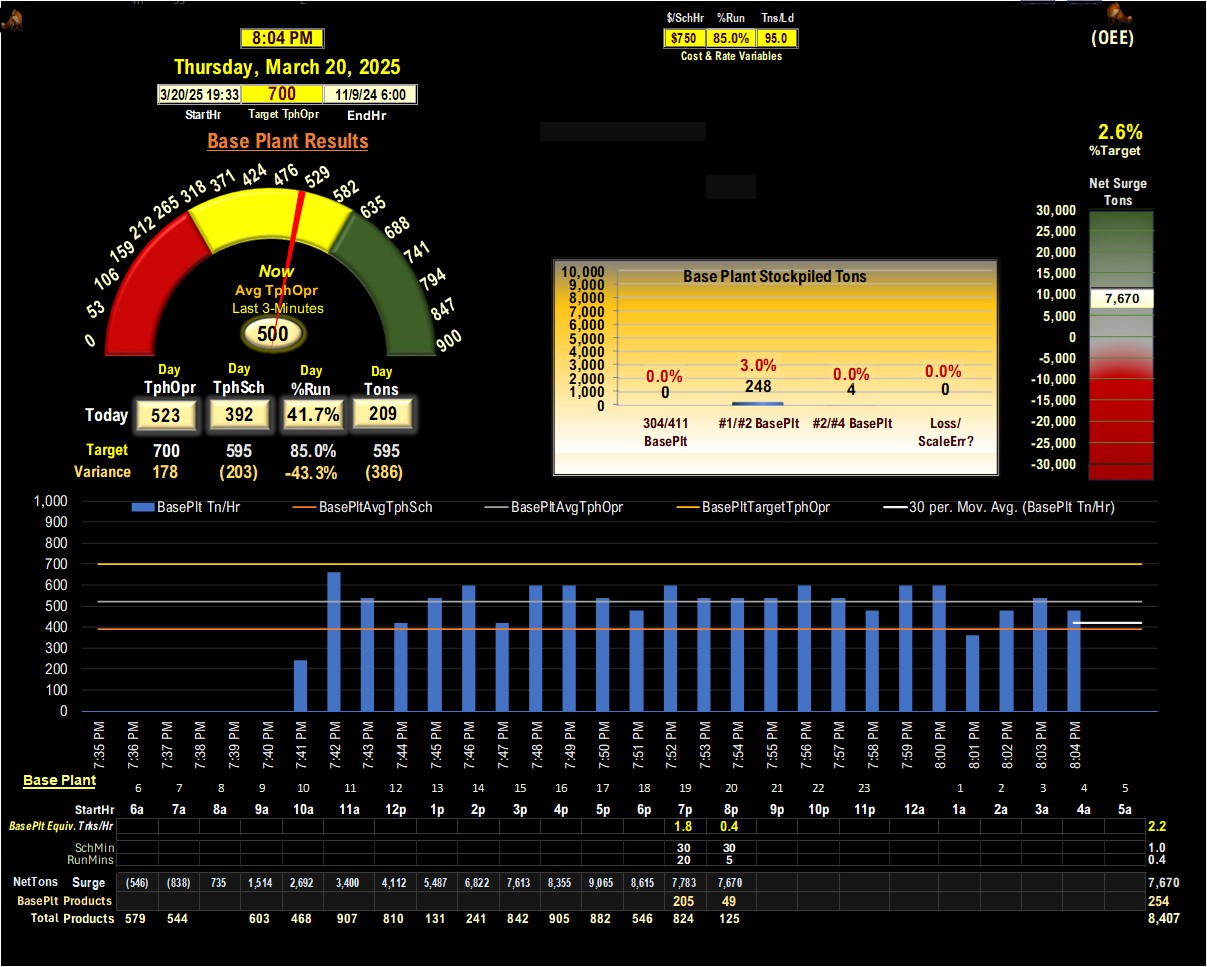 $/SchHr %Run Tns/Ld
$750 85.0% 95.0
Cost & Rate Variables
(OEE)
8:04 PM
Thursday, March 20, 2025
3/20/25 19:33 700 11/9/24 6:00
StartHr Target TphOpr EndHr
Base Plant Results
0 53 106 159 212 265 318 371 424 476 529 582 635 688 741 794 847 900
Now
Avg TphOpr
Last 3-Minutes
500
Day Day Day Day
TphOpr TphSch %Run Tons
Today 523 392 41.7% 209
Target 700 595 85.0% 595
Variance 178 (203) -43.3% (386)
Base Plant Stockpiled Tons
10,000
9,000
8,000
7,000
6,000
5,000
4,000
3,000
2,000
1,000
0
0.0% 3.0% 0.0% 0.0%
0 248 4 0
304/411 BasePlt #1/#2 BasePlt #2/#4 BasePlt Loss/ ScaleErr?
2.6%
%Target
Net Surge
Tons
30,000
25,000
20,000
15,000
10,000
5,000
0
-5,000
-10,000
-15,000
-20,000
-25,000
-30,000
7,670
BasePlt Tn/Hr BasePltAvgTphSch BasePltAvgTphOpr BasePltTargetTphOpr 30 per. Mov. Avg. (BasePlt Tn/Hr)
1,000
900
800
700
600
500
400
300
200
100
0
7:35 PM 7:36 PM 7:37 PM 7:38 PM 7:39 PM 7:40 PM 7:41 PM 7:42 PM 7:43 PM 7:44 PM 7:45 PM 7:46 PM 7:47 PM 7:48 PM 7:49 PM 7:50 PM 7:51 PM 7:52 PM 7:53 PM 7:54 PM 7:55 PM 7:56 PM 7:57 PM 7:58 PM 7:59 PM 8:00 PM 8:01 PM 8:02 PM 8:03 PM 8:04 PM
Base Plant
6 7 8 9 10 11 12 13 14 15 16 17 18 19 20 21 22 23 1 2 3 4 5
StartHr 6a 7a 8a 9a 10a 11a 12p 1p 2p 3p 4p 5p 6p 7p 8p 9p 10p 11p 12a 1a 2a 3a 4a 5a
BasePlt Equiv. Trks/Hr 1.8 0.4 2.2
SchMin 30 30 1.0
RunMins 20 5 0.4
NetTons Surge (546) (838) 735 1,514 2,692 3,400 4,112 5,487 6,822 7,613 8,355 9,065 8,615 7,783 7,670 7,670
BasePlt Products 205 49 254
Total Products 579 544 603 468 907 810 131 241 842 905 882 546 824 125 8,407